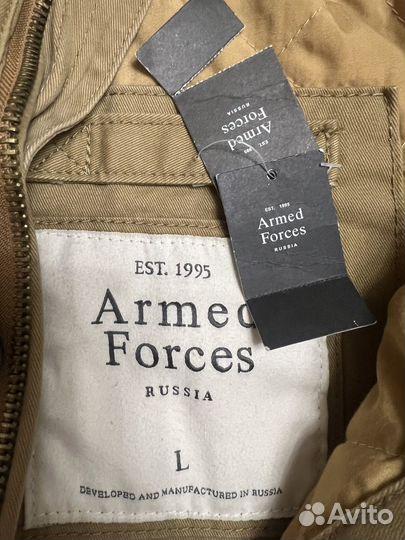 EST.
1995
Armed
Forces
RUSSIA
EST. 1995
Armed
Forces
RUSSIA
EST. 1995
Armed
Forces
RUSSIA
L
DEVELOPED AND MANUFACTURED IN RUSSIA
Avito